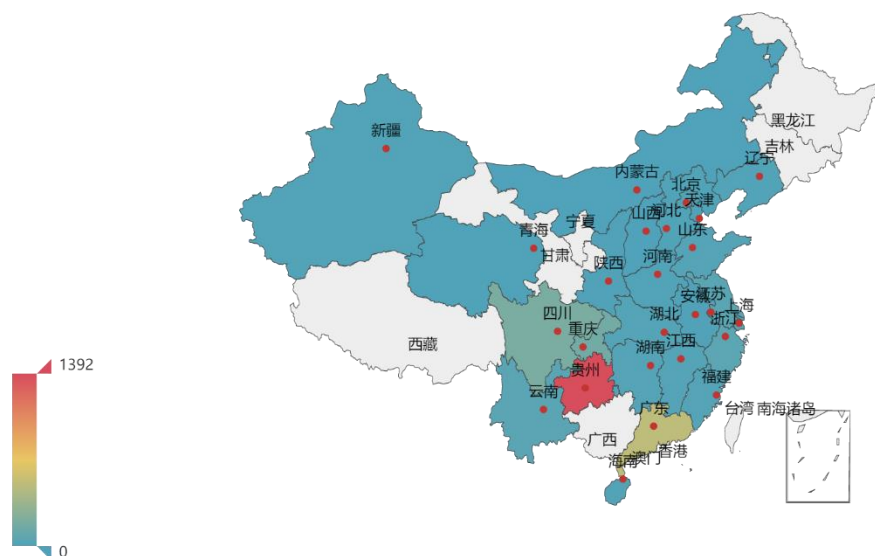 黑龙江
吉林
新疆
辽宁
内蒙古
北京
天津
山西
河北
宁夏
青海
山东
甘肃
河南
陕西
安徽
江苏
上海
四川
湖北
浙江
重庆
湖南
江西
西藏
贵州
福建
云南
台湾
南海诸岛
广东
广西
香港
澳门
海南
1392
0